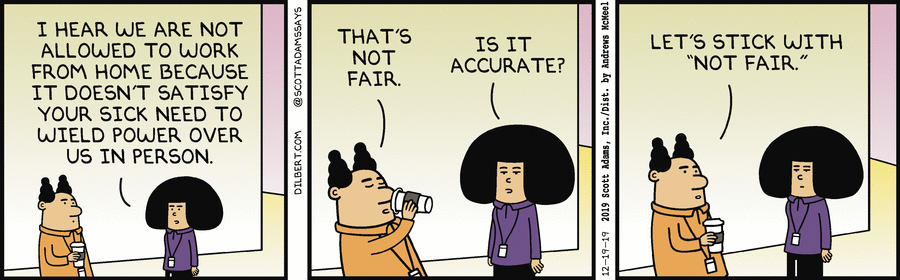 I HEAR WE ARE NOT
ALLOWED TO WORK
FROM HOME BECAUSE
IT DOESN'T SATISFY
YOUR SICK NEED TO
WIELD POWER OVER
US IN PERSON.
DILBERT.COM @SCOTTADAMSSAYS
THAT'S
NOT
FAIR.
IS IT
ACCURATE?
12-19-19 2019 Scott Adams, Inc./Dist. by Andrews McMeel
LET'S STICK WITH
"NOT FAIR."